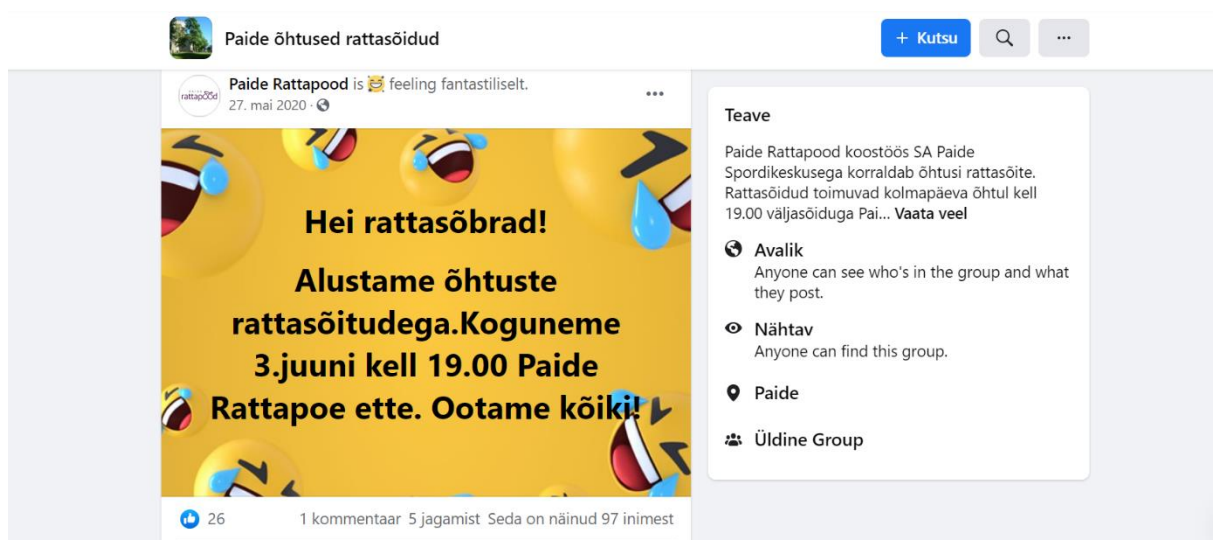 Paide õhtused rattasõidud
+ Kutsu
Paide Rattapood is feeling fantastiliselt.
27. mai 2020 ·
rattapood
Hei rattasõbrad!
Alustame õhtuste
rattasõitudega.Koguneme
3.juuni kell 19.00 Paide
Rattapoe ette. Ootame kõiki!
26
1 kommentaar 5 jagamist Seda on näinud 97 inimest
Teave
Paide Rattapood koostöös SA Paide
Spordikeskusega korraldab õhtusi rattasõite.
Rattasõidud toimuvad kolmapäeva õhtul kell
19.00 väljasõiduga Pai... Vaata veel
Avalik
Anyone can see who's in the group and what
they post.
Nähtav
Anyone can find this group.
Paide
Üldine Group